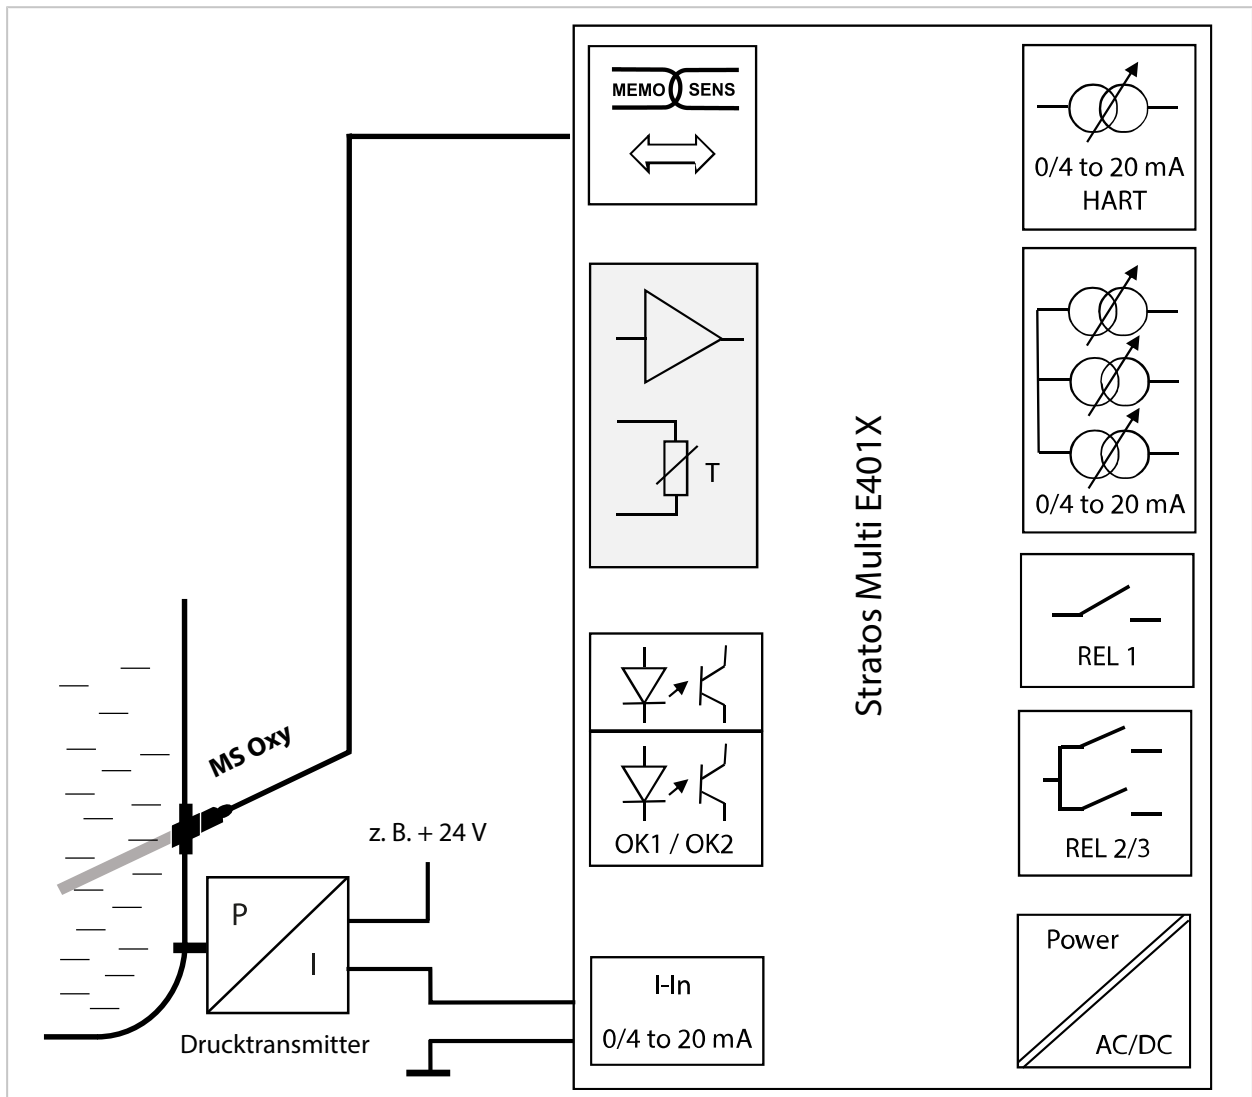 MEMO SENS
0/4 to 20 mA
HART
T
0/4 to 20 mA
Stratos Multi E401X
REL 1
OK1 / OK2
REL 2/3
MS Oxy
z. B. + 24 V
P
I
Drucktransmitter
I-In
0/4 to 20 mA
Power
AC/DC